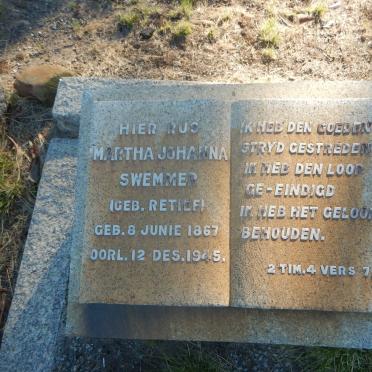 HIER RUS
MARTHA JOHANNA
SWEMMER
(GEB. RETIEF)
GEB. 8 JUNIE 1867
OORL. 12 DES. 1945.
IK HEB DEN GOEDEN
STRYD GESTREDEN
IK HEB DEN LOOP
GE-EINDIGD
IK HEB HET GELOOF
BEHOUDEN.
2 TIM. 4 VERS 7